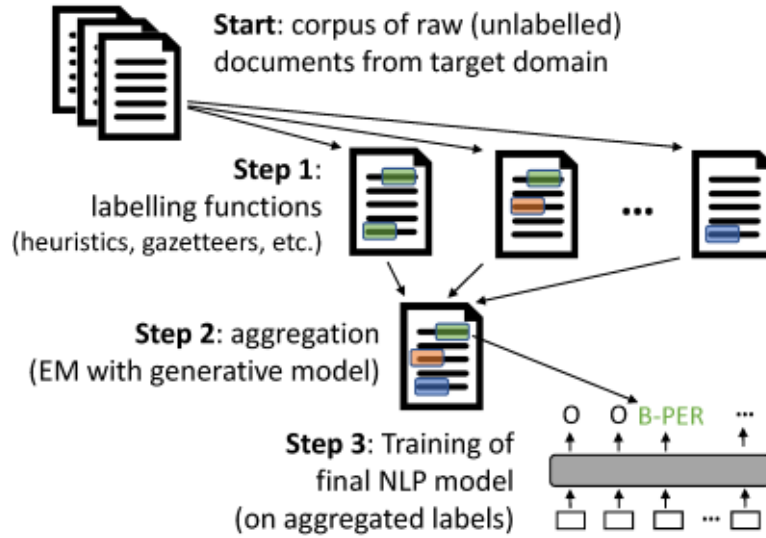 Start: corpus of raw (unlabelled)
documents from target domain
Step 1:
labelling functions
(heuristics, gazetteers, etc.)
...
Step 2: aggregation
(EM with generative model)
O O B-PER ...
Step 3: Training of
final NLP model
(on aggregated labels)
...